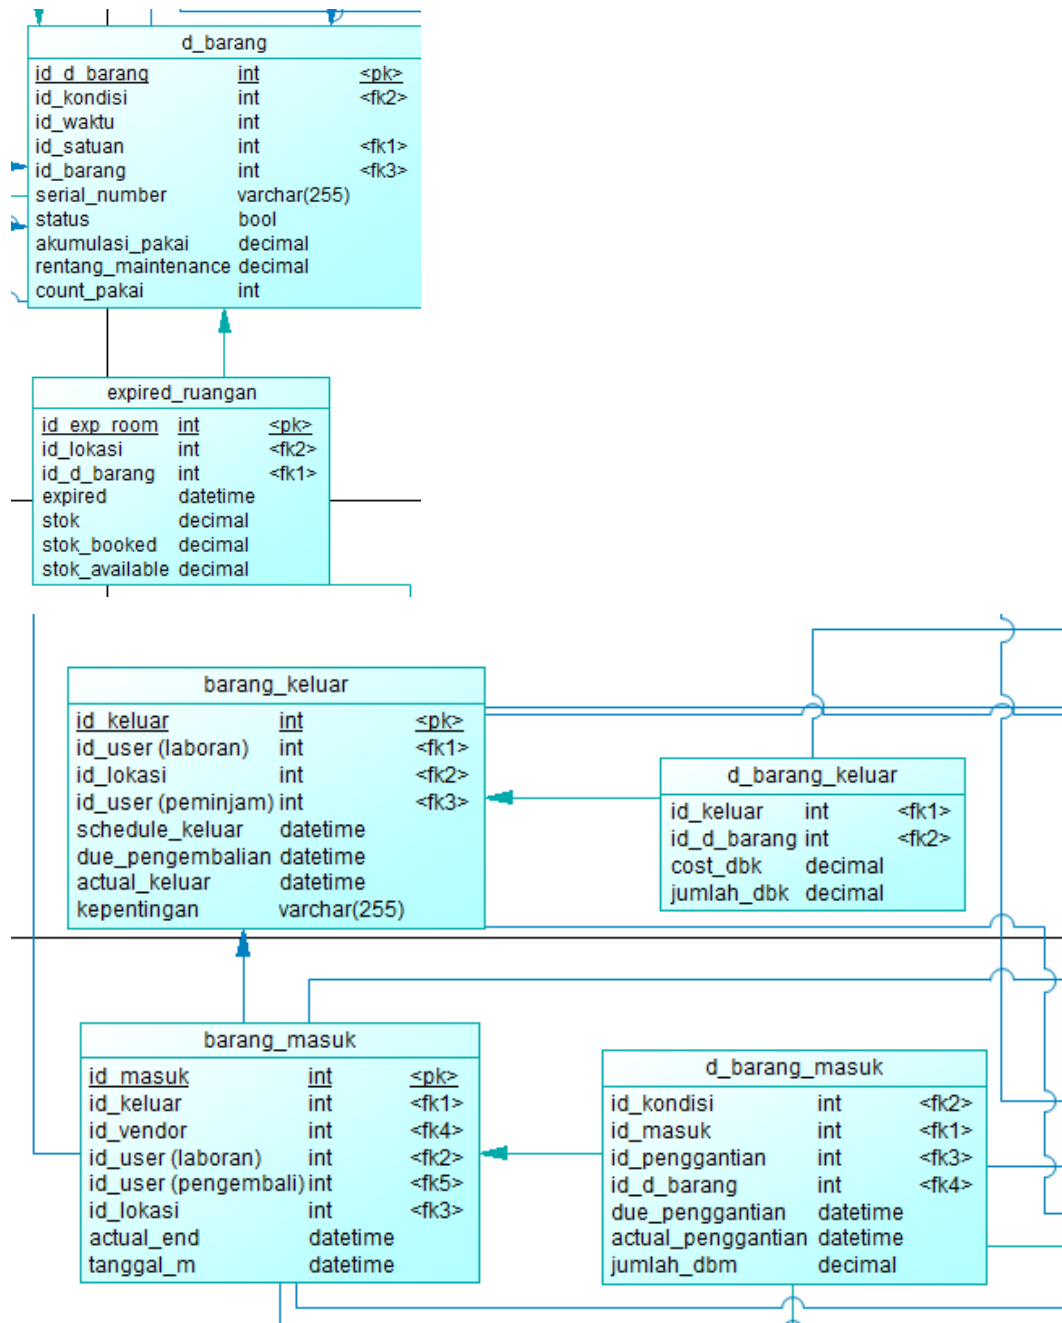 d_barang
id_d_barang int <pk>
id_kondisi int <fk2>
id_waktu int
id_satuan int <fk1>
id_barang int <fk3>
serial_number varchar(255)
status bool
akumulasi_pakai decimal
rentang_maintenance decimal
count_pakai int
expired_ruangan
id_exp_room int <pk>
id_lokasi int <fk2>
id_d_barang int <fk1>
expired datetime
stok decimal
stok_booked decimal
stok_available decimal
barang_keluar
id_keluar int <pk>
id_user (laboran) int <fk1>
id_lokasi int <fk2>
id_user (peminjam) int <fk3>
schedule_keluar datetime
due_pengembalian datetime
actual_keluar datetime
kepentingan varchar(255)
d_barang_keluar
id_keluar int <fk1>
id_d_barang int <fk2>
cost_dbk decimal
jumlah_dbk decimal
barang_masuk
id_masuk int <pk>
id_keluar int <fk1>
id_vendor int <fk4>
id_user (laboran) int <fk2>
id_user (pengembali) int <fk5>
id_lokasi int <fk3>
actual_end datetime
tanggal_m datetime
d_barang_masuk
id_kondisi int <fk2>
id_masuk int <fk1>
id_penggantian int <fk3>
id_d_barang int <fk4>
due_penggantian datetime
actual_penggantian datetime
jumlah_dbm decimal